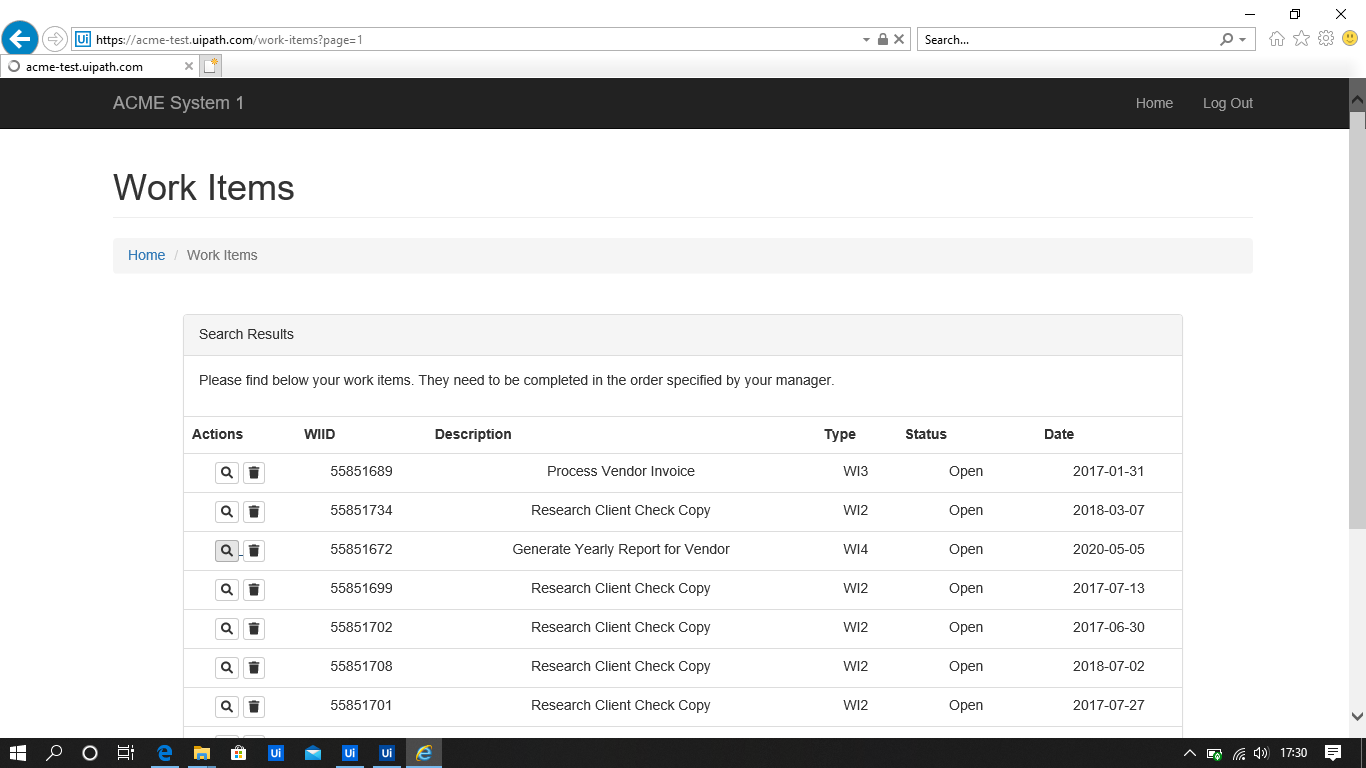 https://acme-test.uipath.com/work-items?page=1
Search...
acme-test.uipath.com
ACME System 1 Home Log Out
Work Items
Home / Work Items
Search Results
Please find below your work items. They need to be completed in the order specified by your manager.
Actions WIID Description Type Status Date
55851689 Process Vendor Invoice WI3 Open 2017-01-31
55851734 Research Client Check Copy WI2 Open 2018-03-07
55851672 Generate Yearly Report for Vendor WI4 Open 2020-05-05
55851699 Research Client Check Copy WI2 Open 2017-07-13
55851702 Research Client Check Copy WI2 Open 2017-06-30
55851708 Research Client Check Copy WI2 Open 2018-07-02
55851701 Research Client Check Copy WI2 Open 2017-07-27
17:30